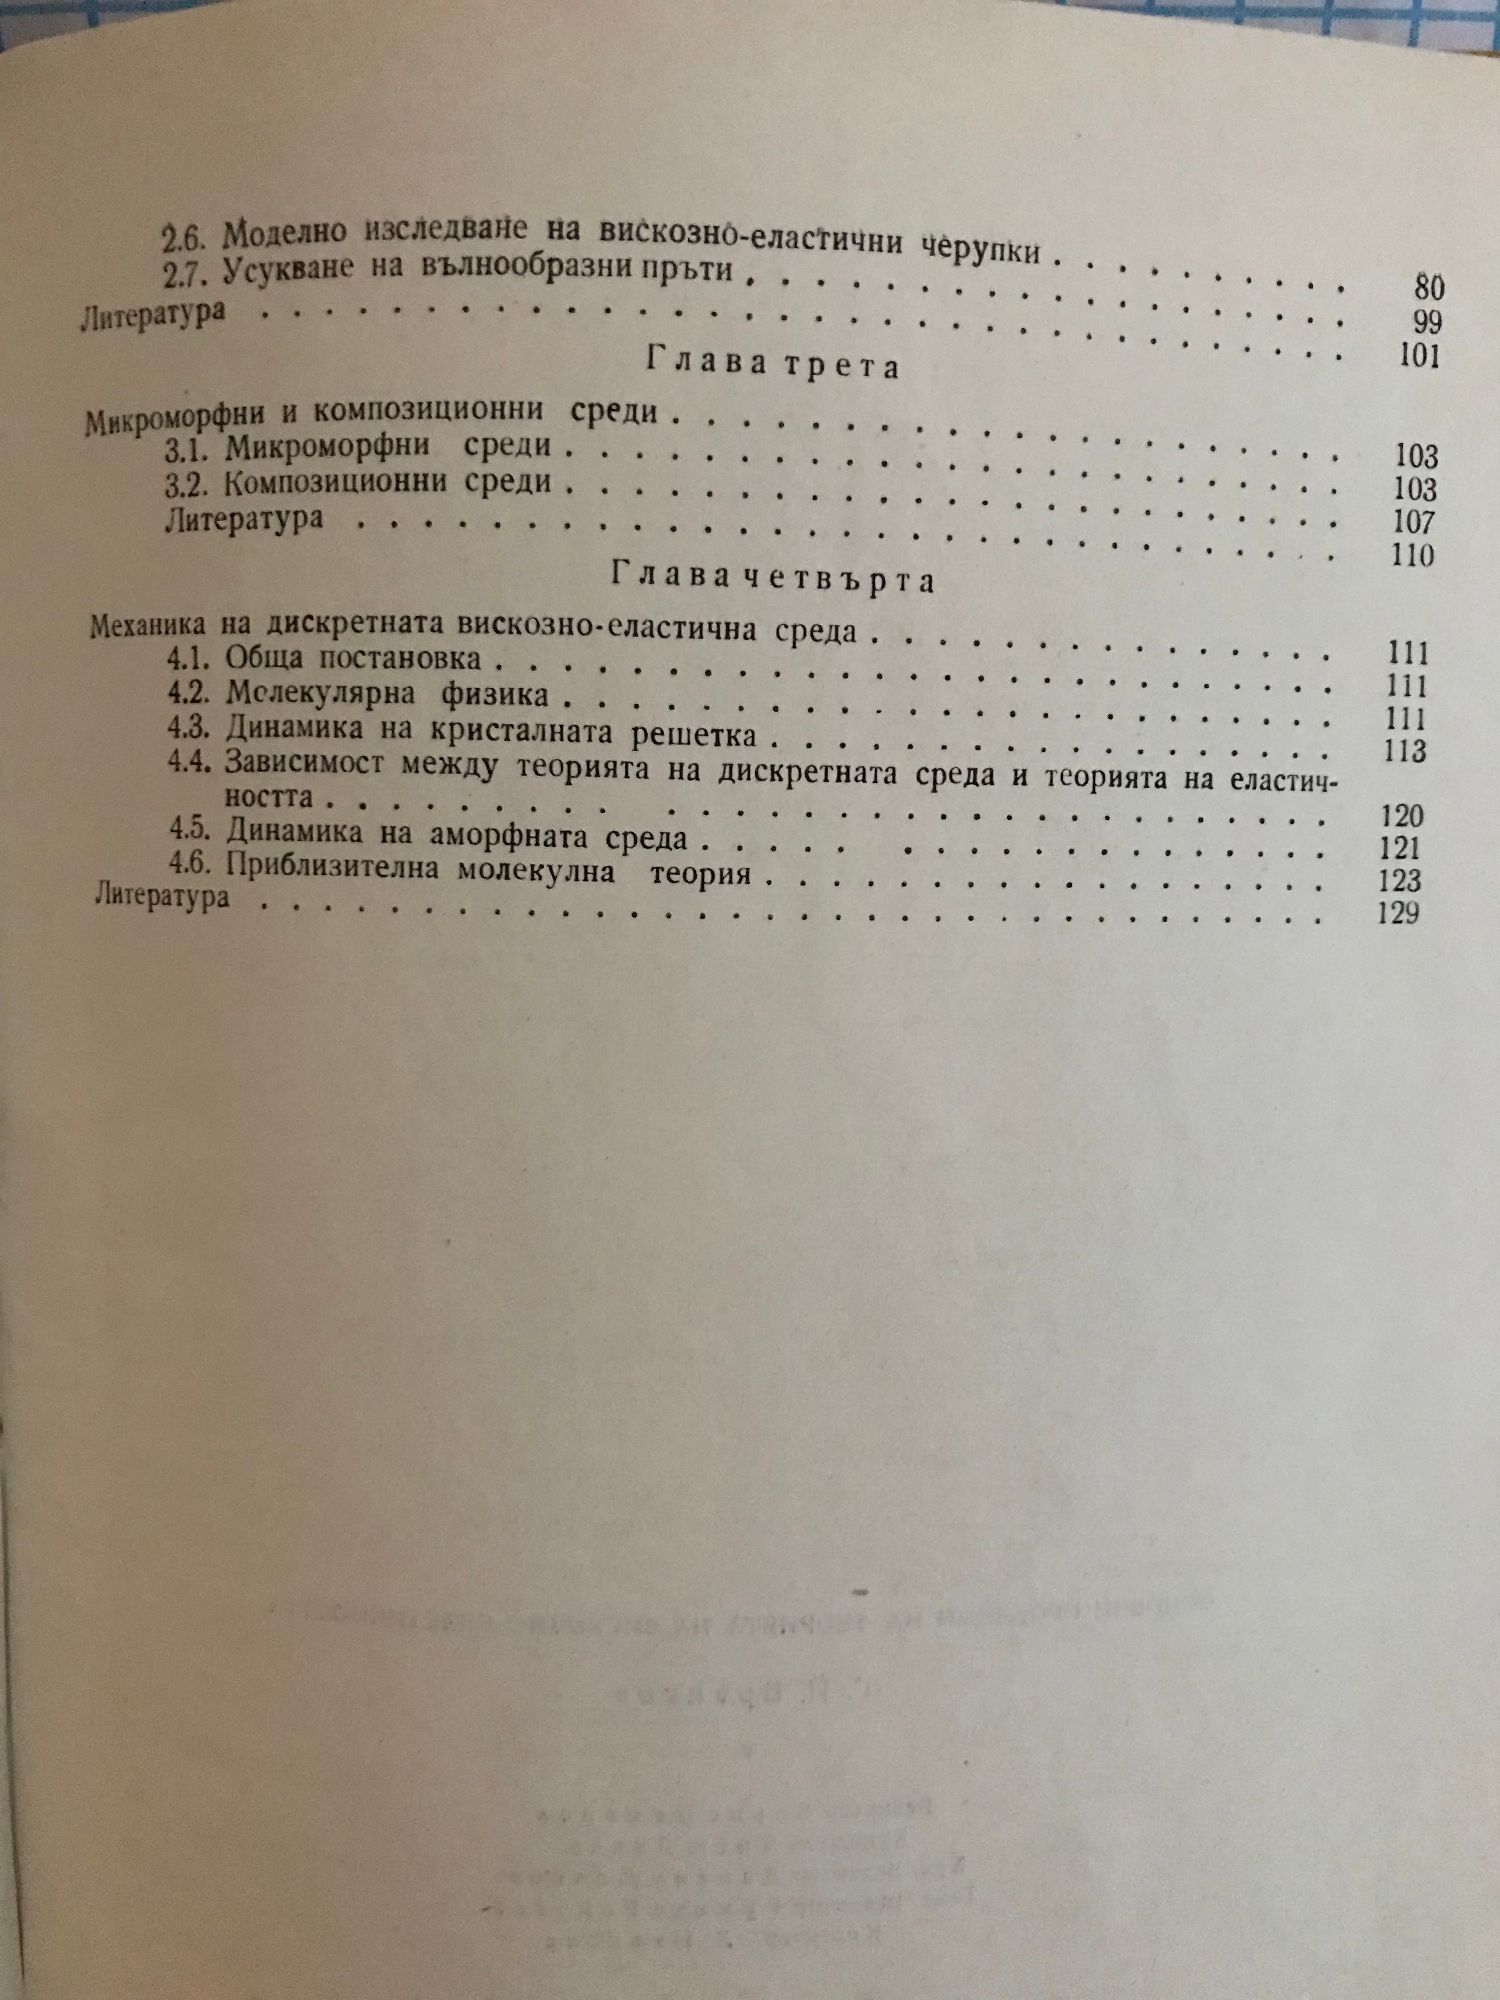 2.6. Моделно изследване на вискозно-еластични черупки . . . . . . . . . . 80
2.7. Усукване на вълнообразни пръти . . . . . . . . . . . . . . . . . . 99
Литература . . . . . . . . . . . . . . . . . . . . . . . . . . . . . . . . 101
Глава трета
Микроморфни и композиционни среди . . . . . . . . . . . . . . . . . . . . 103
3.1. Микроморфни среди . . . . . . . . . . . . . . . . . . . . . . . 103
3.2. Композиционни среди . . . . . . . . . . . . . . . . . . . . . . . 107
Литература . . . . . . . . . . . . . . . . . . . . . . . . . . . . . . 110
Глава четвърта
Механика на дискретната вискозно-еластична среда . . . . . . . . . . . . . . 111
4.1. Обща постановка . . . . . . . . . . . . . . . . . . . . . . . . . 111
4.2. Молекулярна физика . . . . . . . . . . . . . . . . . . . . . . . 111
4.3. Динамика на кристалната решетка . . . . . . . . . . . . . . . . . 113
4.4. Зависимост между теорията на дискретната среда и теорията на еластич-
ността . . . . . . . . . . . . . . . . . . . . . . . . . . . . . 120
4.5. Динамика на аморфната среда . . . . . . . . . . . . . . . . . . 121
4.6. Приблизителна молекулна теория . . . . . . . . . . . . . . . . . 123
Литература . . . . . . . . . . . . . . . . . . . . . . . . . . . . . . . . 129